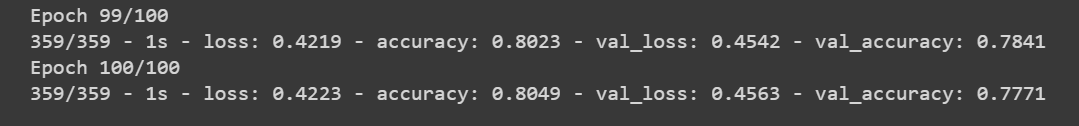 Epoch 99/100
359/359 - 1s - loss: 0.4219 - accuracy: 0.8023 - val_loss: 0.4542 - val_accuracy: 0.7841
Epoch 100/100
359/359 - 1s - loss: 0.4223 - accuracy: 0.8049 - val_loss: 0.4563 - val_accuracy: 0.7771